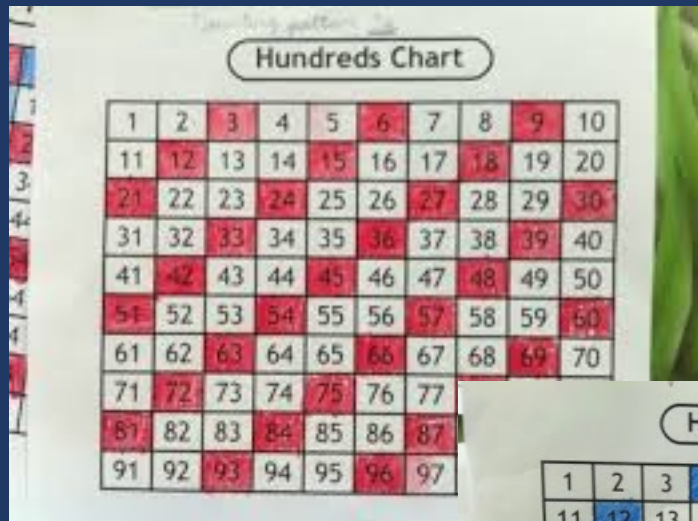 Counting pattern
Hundreds Chart
1 2 3 4 5 6 7 8 9 10
11 12 13 14 15 16 17 18 19 20
21 22 23 24 25 26 27 28 29 30
31 32 33 34 35 36 37 38 39 40
41 42 43 44 45 46 47 48 49 50
51 52 53 54 55 56 57 58 59 60
61 62 63 64 65 66 67 68 69 70
71 72 73 74 75 76 77
81 82 83 84 85 86 87
91 92 93 94 95 96 97
H
1 2 3
11 12 13